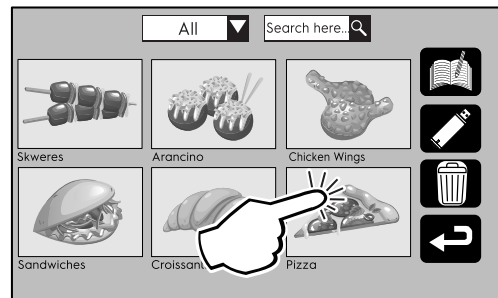 All
Search here...
Skweres
Arancino
Chicken Wings
Sandwiches
Croissan
Pizza